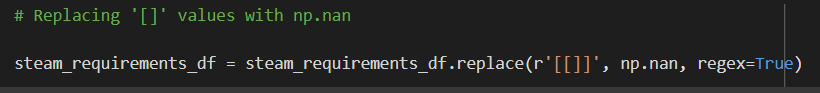 # Replacing '[]' values with np.nan
steam_requirements_df = steam_requirements_df.replace(r'[[]]', np.nan, regex=True)